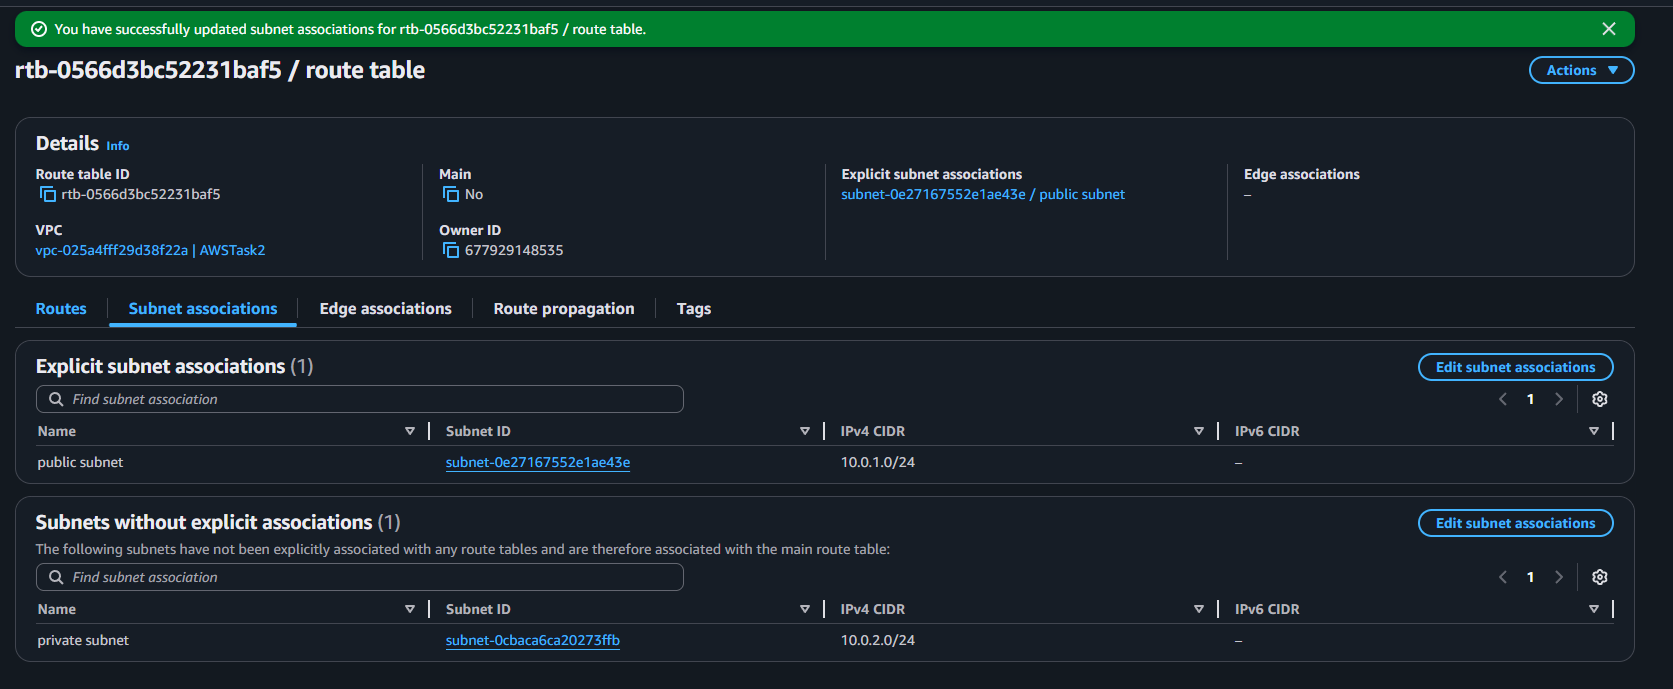 You have successfully updated subnet associations for rtb-0566d3bc52231baf5 / route table.
rtb-0566d3bc52231baf5 / route table
Actions
Details Info
Route table ID
rtb-0566d3bc52231baf5
Main
No
Explicit subnet associations
subnet-0e27167552e1ae43e / public subnet
Edge associations
–
VPC
vpc-025a4fff29d38f22a | AWSTask2
Owner ID
677929148535
Routes Subnet associations Edge associations Route propagation Tags
Explicit subnet associations (1)
Edit subnet associations
Find subnet association
1
Name Subnet ID IPv4 CIDR IPv6 CIDR
public subnet subnet-0e27167552e1ae43e 10.0.1.0/24 –
Subnets without explicit associations (1)
Edit subnet associations
The following subnets have not been explicitly associated with any route tables and are therefore associated with the main route table:
Find subnet association
1
Name Subnet ID IPv4 CIDR IPv6 CIDR
private subnet subnet-0cbaca6ca20273ffb 10.0.2.0/24 –